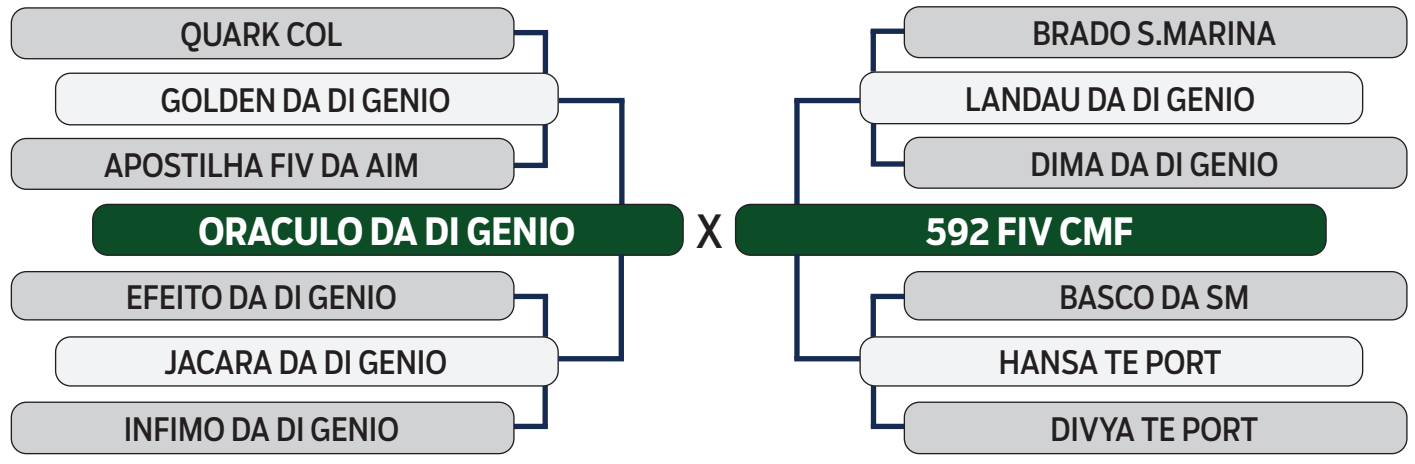 QUARK COL
GOLDEN DA DI GENIO
APOSTILHA FIV DA AIM
ORACULO DA DI GENIO
EFEITO DA DI GENIO
JACARA DA DI GENIO
INFIMO DA DI GENIO
X
BRADO S.MARINA
LANDAU DA DI GENIO
DIMA DA DI GENIO
592 FIV CMF
BASCO DA SM
HANSA TE PORT
DIVYA TE PORT